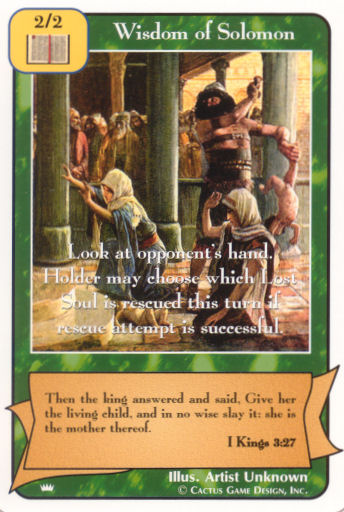 2/2
Wisdom of Solomon
Look at opponent's hand.
Holder may choose which Lost
Soul is rescued this turn if
rescue attempt is successful.
Then the king answered and said, Give her
the living child, and in no wise slay it: she is
the mother thereof.
I Kings 3:27
Illus. Artist Unknown
© Cactus Game Design, Inc.